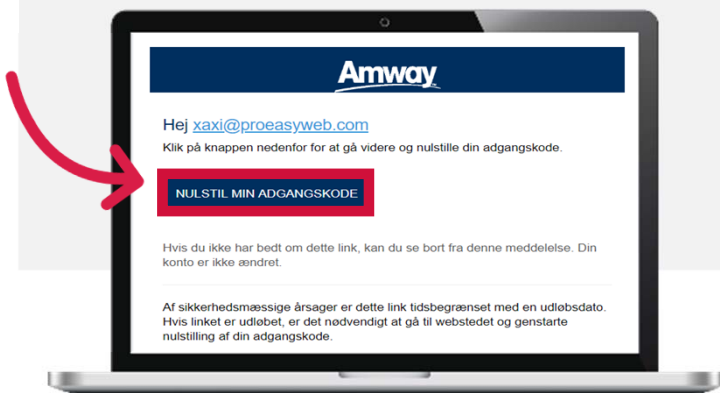 Amway
Hej xaxi@proeasyweb.com
Klik på knappen nedenfor for at gå videre og nulstille din adgangskode.
NULSTIL MIN ADGANGSKODE
Hvis du ikke har bedt om dette link, kan du se bort fra denne meddelelse. Din
konto er ikke ændret.
Af sikkerhedsmæssige årsager er dette link tidsbegrænset med en udløbsdato.
Hvis linket er udløbet, er det nødvendigt at gå til webstedet og genstarte
nulstilling af din adgangskode.